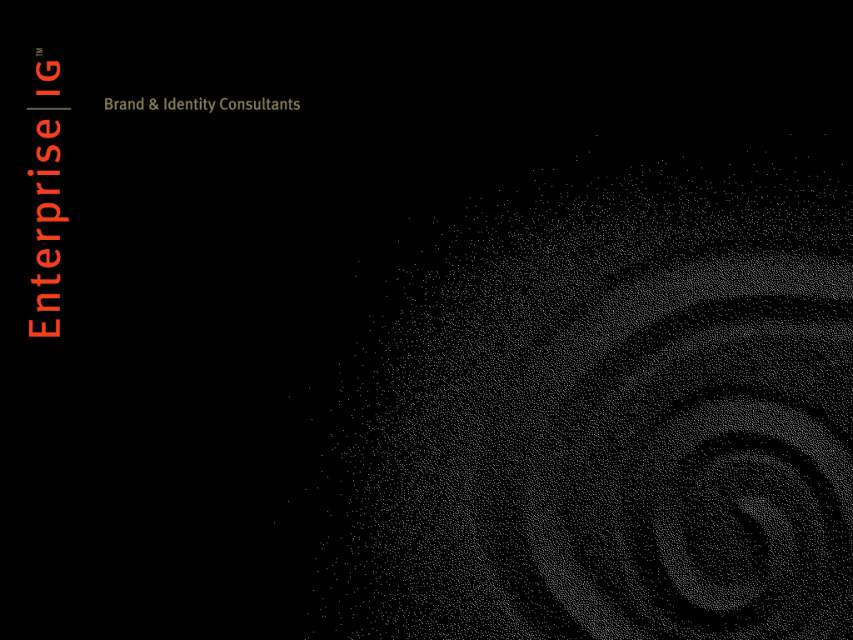 Enterprise | IG™
Brand & Identity Consultants